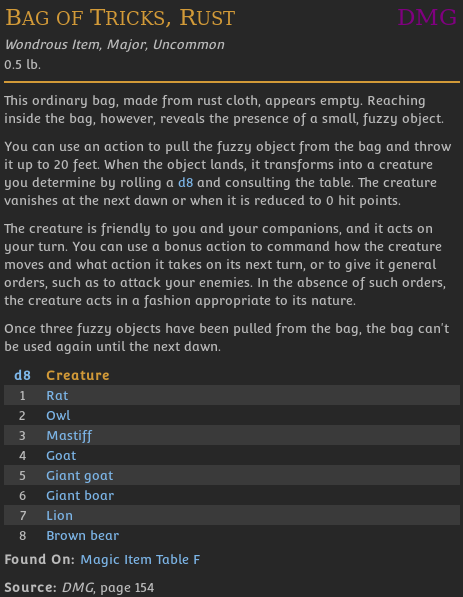 Bag of Tricks, Rust DMG
Wondrous Item, Major, Uncommon
0.5 lb.
This ordinary bag, made from rust cloth, appears empty. Reaching
inside the bag, however, reveals the presence of a small, fuzzy object.
You can use an action to pull the fuzzy object from the bag and throw
it up to 20 feet. When the object lands, it transforms into a creature
you determine by rolling a d8 and consulting the table. The creature
vanishes at the next dawn or when it is reduced to 0 hit points.
The creature is friendly to you and your companions, and it acts on
your turn. You can use a bonus action to command how the creature
moves and what action it takes on its next turn, or to give it general
orders, such as to attack your enemies. In the absence of such orders,
the creature acts in a fashion appropriate to its nature.
Once three fuzzy objects have been pulled from the bag, the bag can't
be used again until the next dawn.
d8 Creature
1 Rat
2 Owl
3 Mastiff
4 Goat
5 Giant goat
6 Giant boar
7 Lion
8 Brown bear
Found On: Magic Item Table F
Source: DMG, page 154